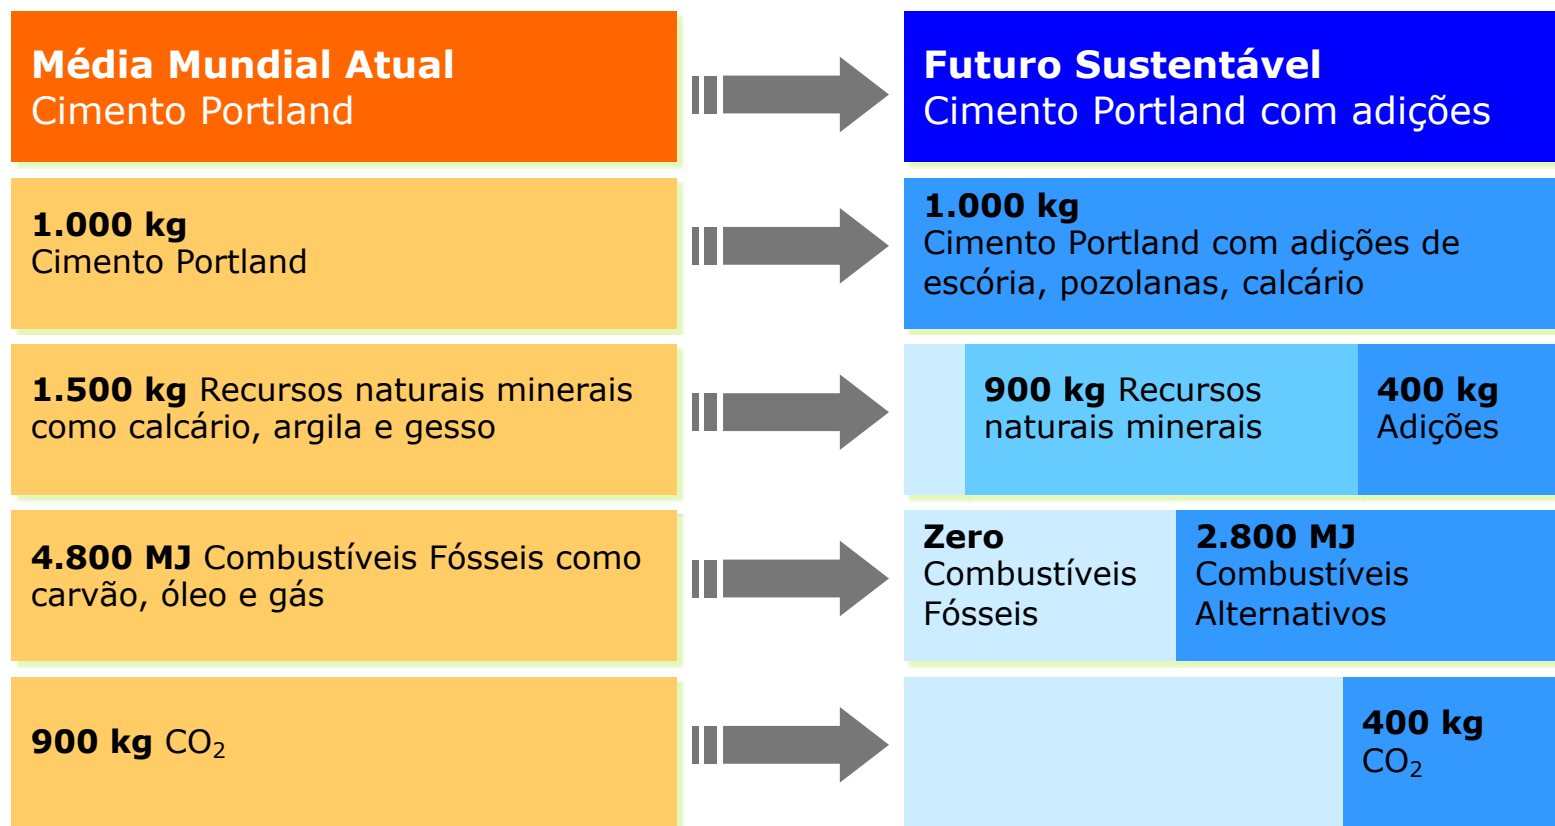 Média Mundial Atual
Cimento Portland
Futuro Sustentável
Cimento Portland com adições
1.000 kg
Cimento Portland
1.000 kg
Cimento Portland com adições de
escória, pozolanas, calcário
1.500 kg Recursos naturais minerais
como calcário, argila e gesso
900 kg Recursos
naturais minerais
400 kg
Adições
4.800 MJ Combustíveis Fósseis como
carvão, óleo e gás
Zero
Combustíveis
Fósseis
2.800 MJ
Combustíveis
Alternativos
900 kg CO₂
400 kg
CO₂